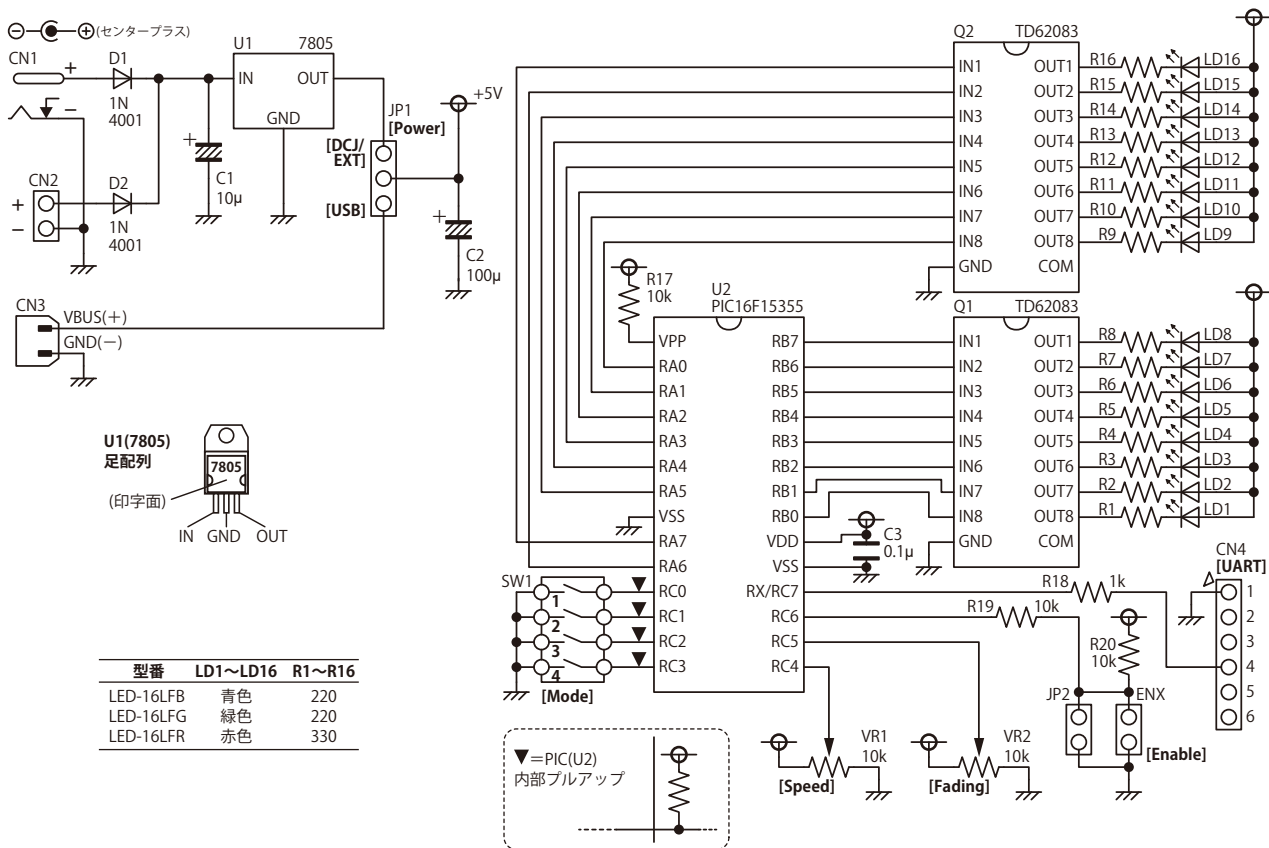 ⊖ ⊕ (センタープラス)
CN1
+
−
D1
1N
4001
U1 7805
IN OUT
GND
+
C1
10μ
CN2
+
−
D2
1N
4001
JP1
[Power]
[DCJ/
EXT]
[USB]
+5V
+
C2
100μ
CN3
VBUS(+)
GND(−)
U1(7805)
足配列
7805
(印字面)
IN GND OUT
型番 LD1〜LD16 R1〜R16
LED-16LFB 青色 220
LED-16LFG 緑色 220
LED-16LFR 赤色 330
Q2 TD62083
IN1 OUT1 R16 LD16
IN2 OUT2 R15 LD15
IN3 OUT3 R14 LD14
IN4 OUT4 R13 LD13
IN5 OUT5 R12 LD12
IN6 OUT6 R11 LD11
IN7 OUT7 R10 LD10
IN8 OUT8 R9 LD9
GND COM
Q1 TD62083
IN1 OUT1 R8 LD8
IN2 OUT2 R7 LD7
IN3 OUT3 R6 LD6
IN4 OUT4 R5 LD5
IN5 OUT5 R4 LD4
IN6 OUT6 R3 LD3
IN7 OUT7 R2 LD2
IN8 OUT8 R1 LD1
GND COM
R17
10k
U2
PIC16F15355
VPP RB7
RA0 RB6
RA1 RB5
RA2 RB4
RA3 RB3
RA4 RB2
RA5 RB1
VSS RB0
RA7 VDD
RA6 VSS
RC0 RX/RC7
RC1 RC6
RC2 RC5
RC3 RC4
C3
0.1μ
SW1
1
2
3
4
[Mode]
R18 1k
R19 10k
R20
10k
CN4
[UART]
1
2
3
4
5
6
JP2
ENX
[Enable]
VR1
10k
[Speed]
VR2
10k
[Fading]
▼=PIC(U2)
内部プルアップ